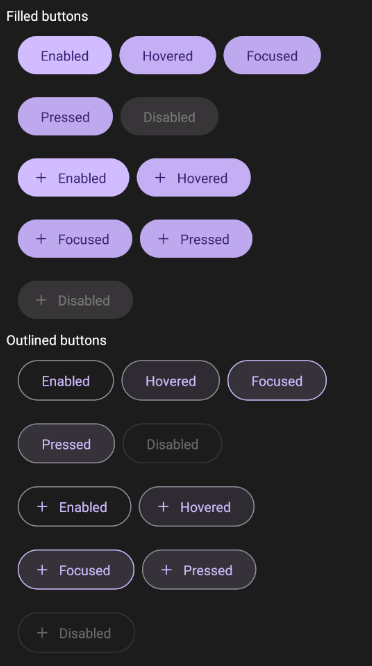 Filled buttons
Enabled Hovered Focused
Pressed Disabled
+ Enabled + Hovered
+ Focused + Pressed
+ Disabled
Outlined buttons
Enabled Hovered Focused
Pressed Disabled
+ Enabled + Hovered
+ Focused + Pressed
+ Disabled